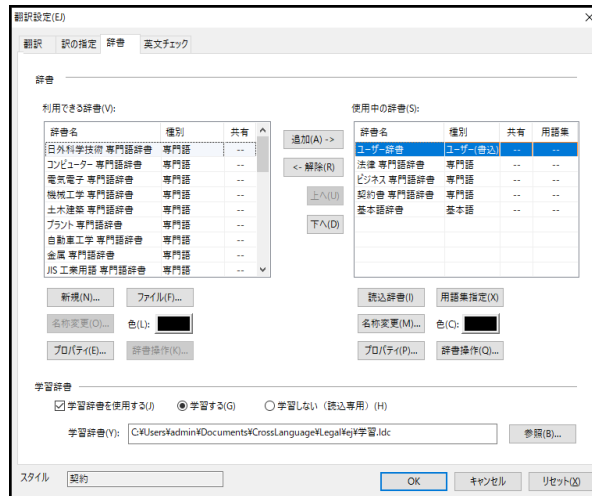 翻訳設定(EJ)
翻訳 訳の指定 辞書 英文チェック
辞書
利用できる辞書(V):
辞書名 種別 共有
日外科学技術 専門語辞書 専門語 --
コンピューター 専門語辞書 専門語 --
電気電子 専門語辞書 専門語 --
機械工学 専門語辞書 専門語 --
土木建築 専門語辞書 専門語 --
プラント 専門語辞書 専門語 --
自動車工学 専門語辞書 専門語 --
金属 専門語辞書 専門語 --
JIS 工業用語 専門語辞書 専門語 --
追加(A) ->
<- 解除(R)
上へ(U)
下へ(D)
使用中の辞書(S):
辞書名 種別 共有 用語集
ユーザー辞書 ユーザー(書込) -- --
法律 専門語辞書 専門語 -- --
ビジネス 専門語辞書 専門語 -- --
契約書 専門語辞書 専門語 -- --
基本語辞書 基本語 -- --
新規(N)... ファイル(F)...
名称変更(O)... 色(L):
プロパティ(E)... 辞書操作(K)...
読込辞書(I) 用語集指定(X)
名称変更(M)... 色(C):
プロパティ(P)... 辞書操作(Q)...
学習辞書
学習辞書を使用する(J) 学習する(G) 学習しない（読込専用）(H)
学習辞書(Y): C:¥Users¥admin¥Documents¥CrossLanguage¥Legal¥ej¥学習.ldc 参照(B)...
スタイル 契約 OK キャンセル リセット(X)